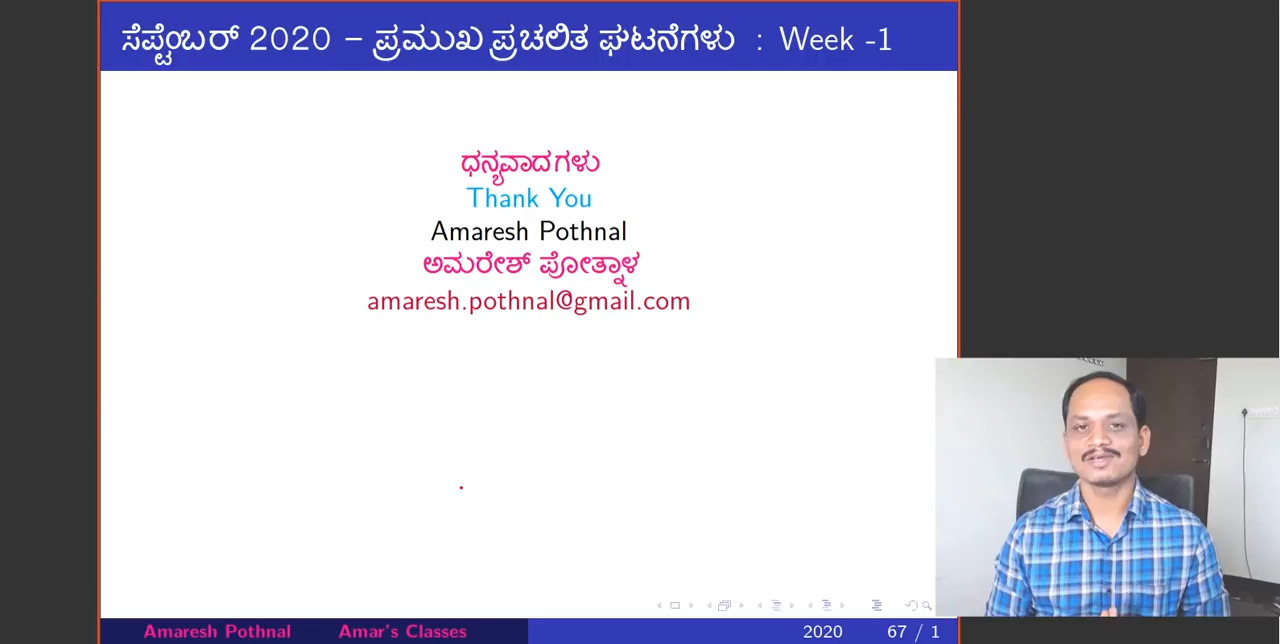 ಸೆಪ್ಟೆಂಬರ್ 2020 – ಪ್ರಮುಖ ಪ್ರಚಲಿತ ಘಟನೆಗಳು : Week -1
ಧನ್ಯವಾದಗಳು
Thank You
Amaresh Pothnal
ಅಮರೇಶ್ ಪೋತ್ನಾಳ
amaresh.pothnal@gmail.com
Amaresh Pothnal Amar's Classes 2020 67 / 1